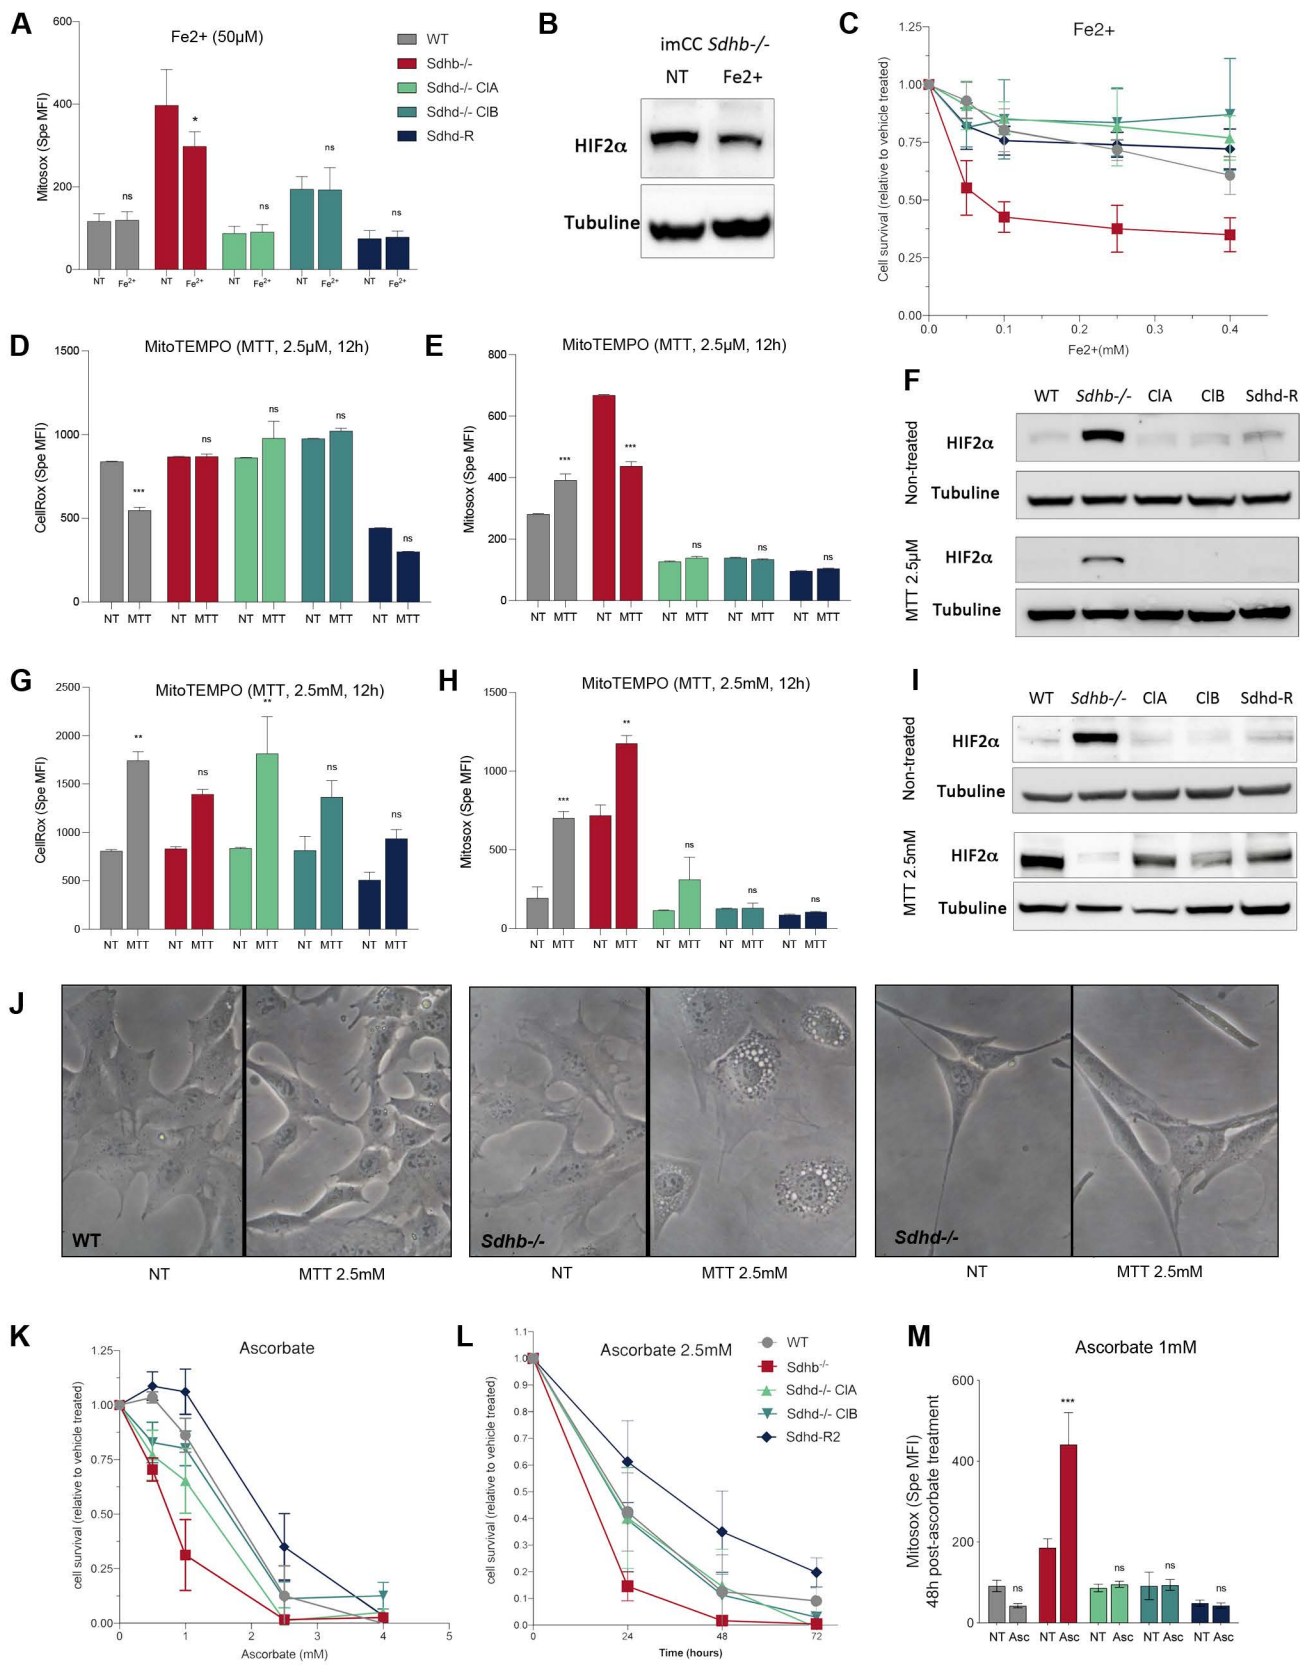 A
Fe2+ (50µM)
Mitosox (Spe MFI)
600
400
200
0
*
ns
ns
ns
ns
NT
Fe2+
NT
Fe2+
NT
Fe2+
NT
Fe2+
NT
Fe2+
WT
Sdhb-/-
Sdhd-/- ClA
Sdhd-/- ClB
Sdhd-R
B
imCC Sdhb-/-
NT Fe2+
HIF2α
Tubuline
C
Fe2+
Cell survival (relative to vehicle treated)
1.25
1.00
0.75
0.50
0.25
0.00
0.0 0.1 0.2 0.3 0.4
Fe2+(mM)
D
MitoTEMPO (MTT, 2.5µM, 12h)
CellRox (Spe MFI)
1500
1000
500
0
***
ns
ns
ns
ns
NT MTT NT MTT NT MTT NT MTT NT MTT
E
MitoTEMPO (MTT, 2.5µM, 12h)
Mitosox (Spe MFI)
800
600
400
200
0
***
***
ns
ns
ns
NT MTT NT MTT NT MTT NT MTT NT MTT
F
WT Sdhb-/- ClA ClB Sdhd-R
Non-treated
HIF2α
Tubuline
MTT 2.5µM
HIF2α
Tubuline
G
MitoTEMPO (MTT, 2.5mM, 12h)
CellRox (Spe MFI)
2500
2000
1500
1000
500
0
**
ns
**
ns
ns
NT MTT NT MTT NT MTT NT MTT NT MTT
H
MitoTEMPO (MTT, 2.5mM, 12h)
Mitosox (Spe MFI)
1500
1000
500
0
***
**
ns
ns
ns
NT MTT NT MTT NT MTT NT MTT NT MTT
I
WT Sdhb-/- ClA ClB Sdhd-R
Non-treated
HIF2α
Tubuline
MTT 2.5mM
HIF2α
Tubuline
J
WT
NT MTT 2.5mM
Sdhb-/-
NT MTT 2.5mM
Sdhd-/-
NT MTT 2.5mM
K
Ascorbate
cell survival (relative to vehicle treated)
1.25
1.00
0.75
0.50
0.25
0.00
0 1 2 3 4 5
Ascorbate (mM)
L
Ascorbate 2.5mM
cell survival (relative to vehicle treated)
1.1
1.0
0.9
0.8
0.7
0.6
0.5
0.4
0.3
0.2
0.1
0.0
0 24 48 72
Time (hours)
WT
Sdhb-/-
Sdhd-/- ClA
Sdhd-/- ClB
Sdhd-R2
M
Ascorbate 1mM
Mitosox (Spe MFI)
48h post-ascorbate treatment
600
400
200
0
ns
***
ns
ns
ns
NT Asc NT Asc NT Asc NT Asc NT Asc